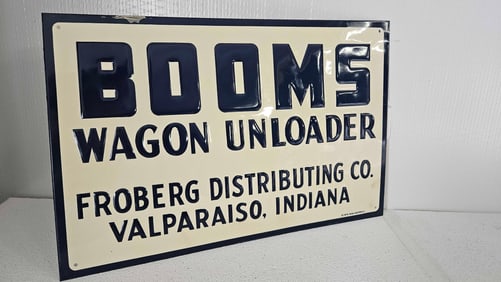 BOOMS
WAGON UNLOADER
FROBERG DISTRIBUTING CO.
VALPARAISO, INDIANA